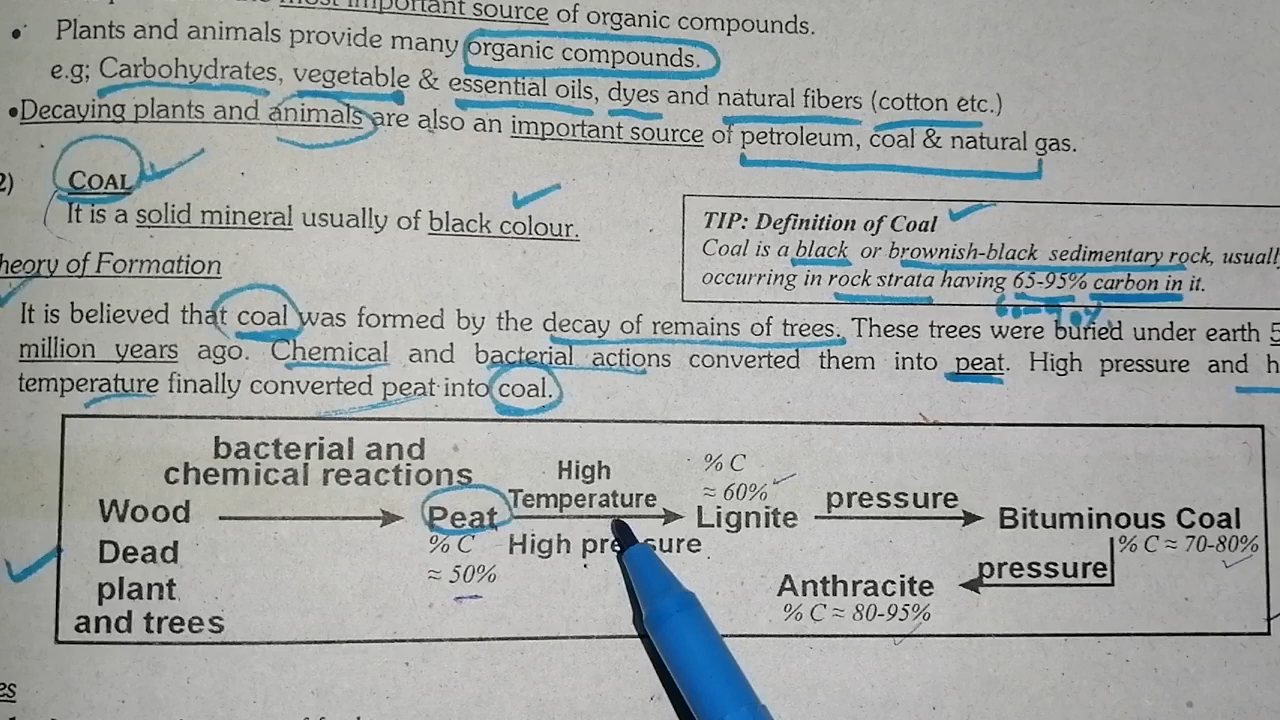 important source of organic compounds.
• Plants and animals provide many organic compounds.
e.g; Carbohydrates, vegetable & essential oils, dyes and natural fibers (cotton etc.)
•Decaying plants and animals are also an important source of petroleum, coal & natural gas.
2) COAL
It is a solid mineral usually of black colour.
TIP: Definition of Coal
Coal is a black or brownish-black sedimentary rock, usuall
occurring in rock strata having 65-95% carbon in it.
heory of Formation
It is believed that coal was formed by the decay of remains of trees. These trees were buried under earth 5
million years ago. Chemical and bacterial actions converted them into peat. High pressure and h
temperature finally converted peat into coal.
bacterial and
chemical reactions
Wood
Dead
plant
and trees
Peat
% C
≈ 50%
High
Temperature
High pressure
% C
≈ 60%
Lignite
pressure
Bituminous Coal
% C ≈ 70-80%
pressure
Anthracite
% C ≈ 80-95%
es